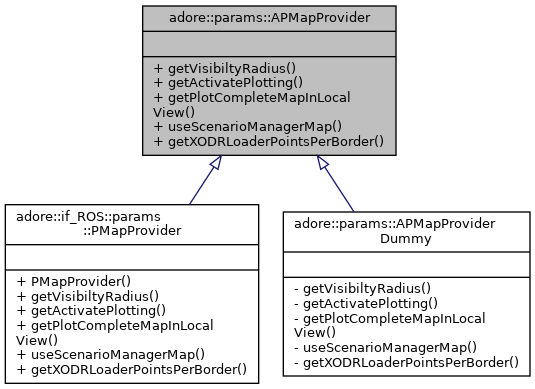 adore::params::APMapProvider
+ getVisibiltyRadius()
+ getActivatePlotting()
+ getPlotCompleteMapInLocal
View()
+ useScenarioManagerMap()
+ getXODRLoaderPointsPerBorder()
adore::if_ROS::params
::PMapProvider
+ PMapProvider()
+ getVisibiltyRadius()
+ getActivatePlotting()
+ getPlotCompleteMapInLocal
View()
+ useScenarioManagerMap()
+ getXODRLoaderPointsPerBorder()
adore::params::APMapProvider
Dummy
- getVisibiltyRadius()
- getActivatePlotting()
- getPlotCompleteMapInLocal
View()
- useScenarioManagerMap()
- getXODRLoaderPointsPerBorder()